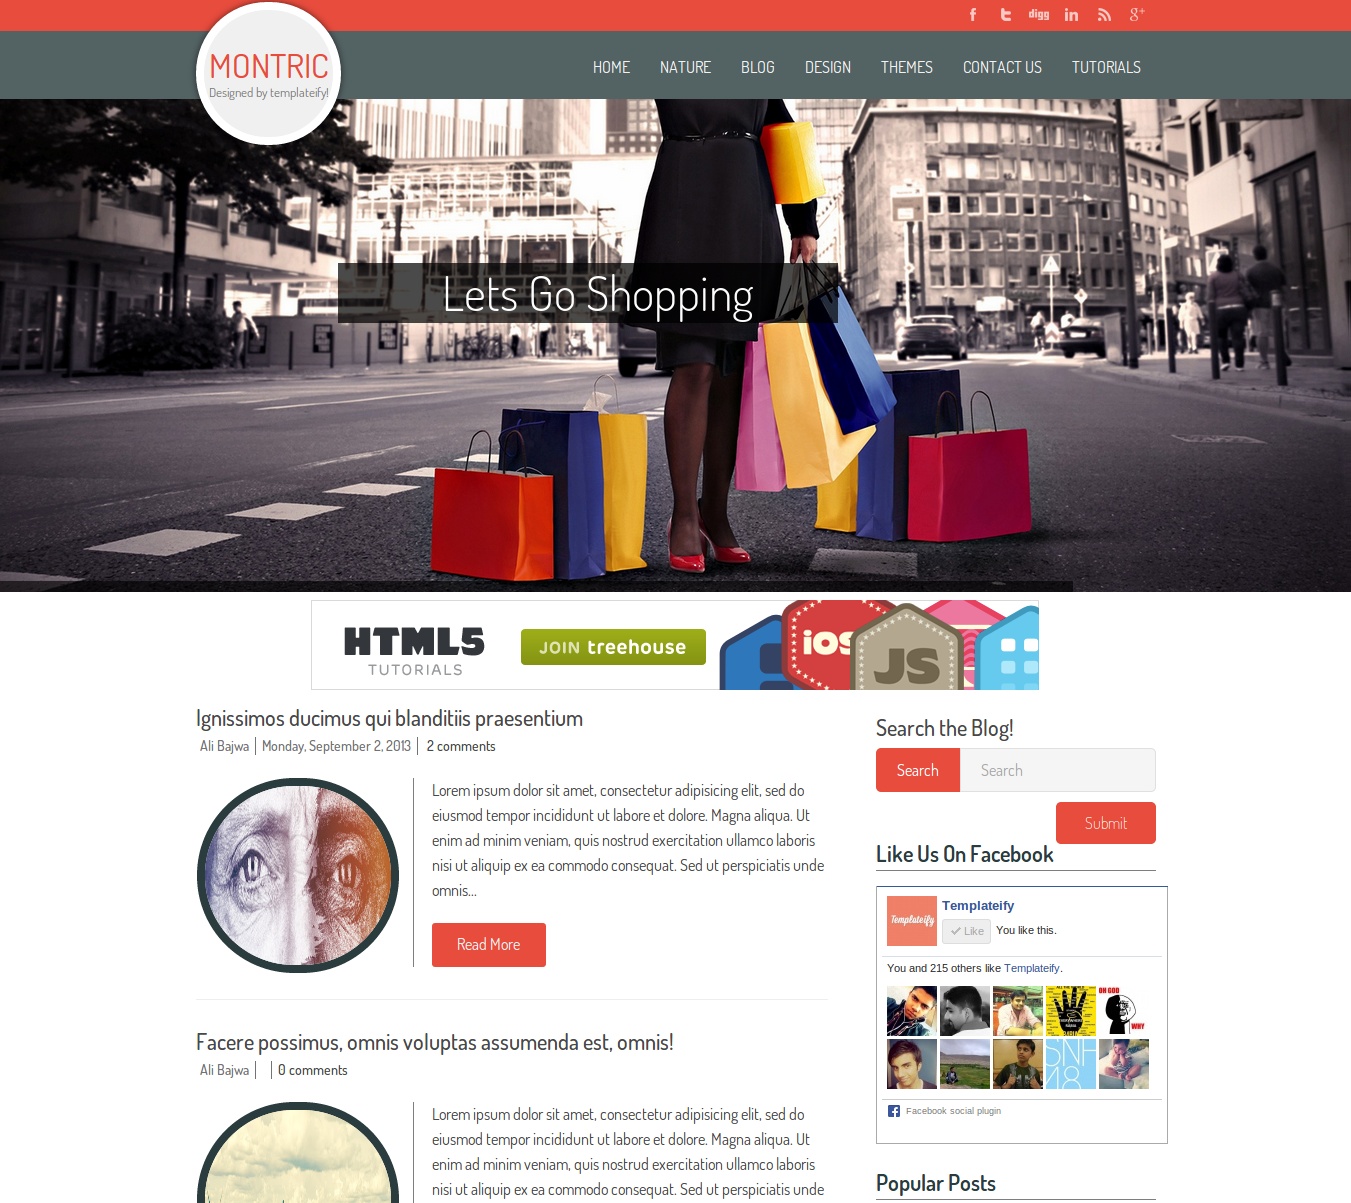 digg
MONTRIC
Designed by templateify!
HOME NATURE BLOG DESIGN THEMES CONTACT US TUTORIALS
Lets Go Shopping
HTML5
TUTORIALS
JOIN treehouse
iOS
JS
Ignissimos ducimus qui blanditiis praesentium
Ali Bajwa Monday, September 2, 2013 2 comments
Lorem ipsum dolor sit amet, consectetur adipisicing elit, sed do
eiusmod tempor incididunt ut labore et dolore. Magna aliqua. Ut
enim ad minim veniam, quis nostrud exercitation ullamco laboris
nisi ut aliquip ex ea commodo consequat. Sed ut perspiciatis unde
omnis...
Read More
Facere possimus, omnis voluptas assumenda est, omnis!
Ali Bajwa 0 comments
Lorem ipsum dolor sit amet, consectetur adipisicing elit, sed do
eiusmod tempor incididunt ut labore et dolore. Magna aliqua. Ut
enim ad minim veniam, quis nostrud exercitation ullamco laboris
nisi ut aliquip ex ea commodo consequat. Sed ut perspiciatis unde
Search the Blog!
Search Search
Submit
Like Us On Facebook
Templateify
Templateify
Like You like this.
You and 215 others like Templateify.
OH GOD
WHY
Facebook social plugin
Popular Posts